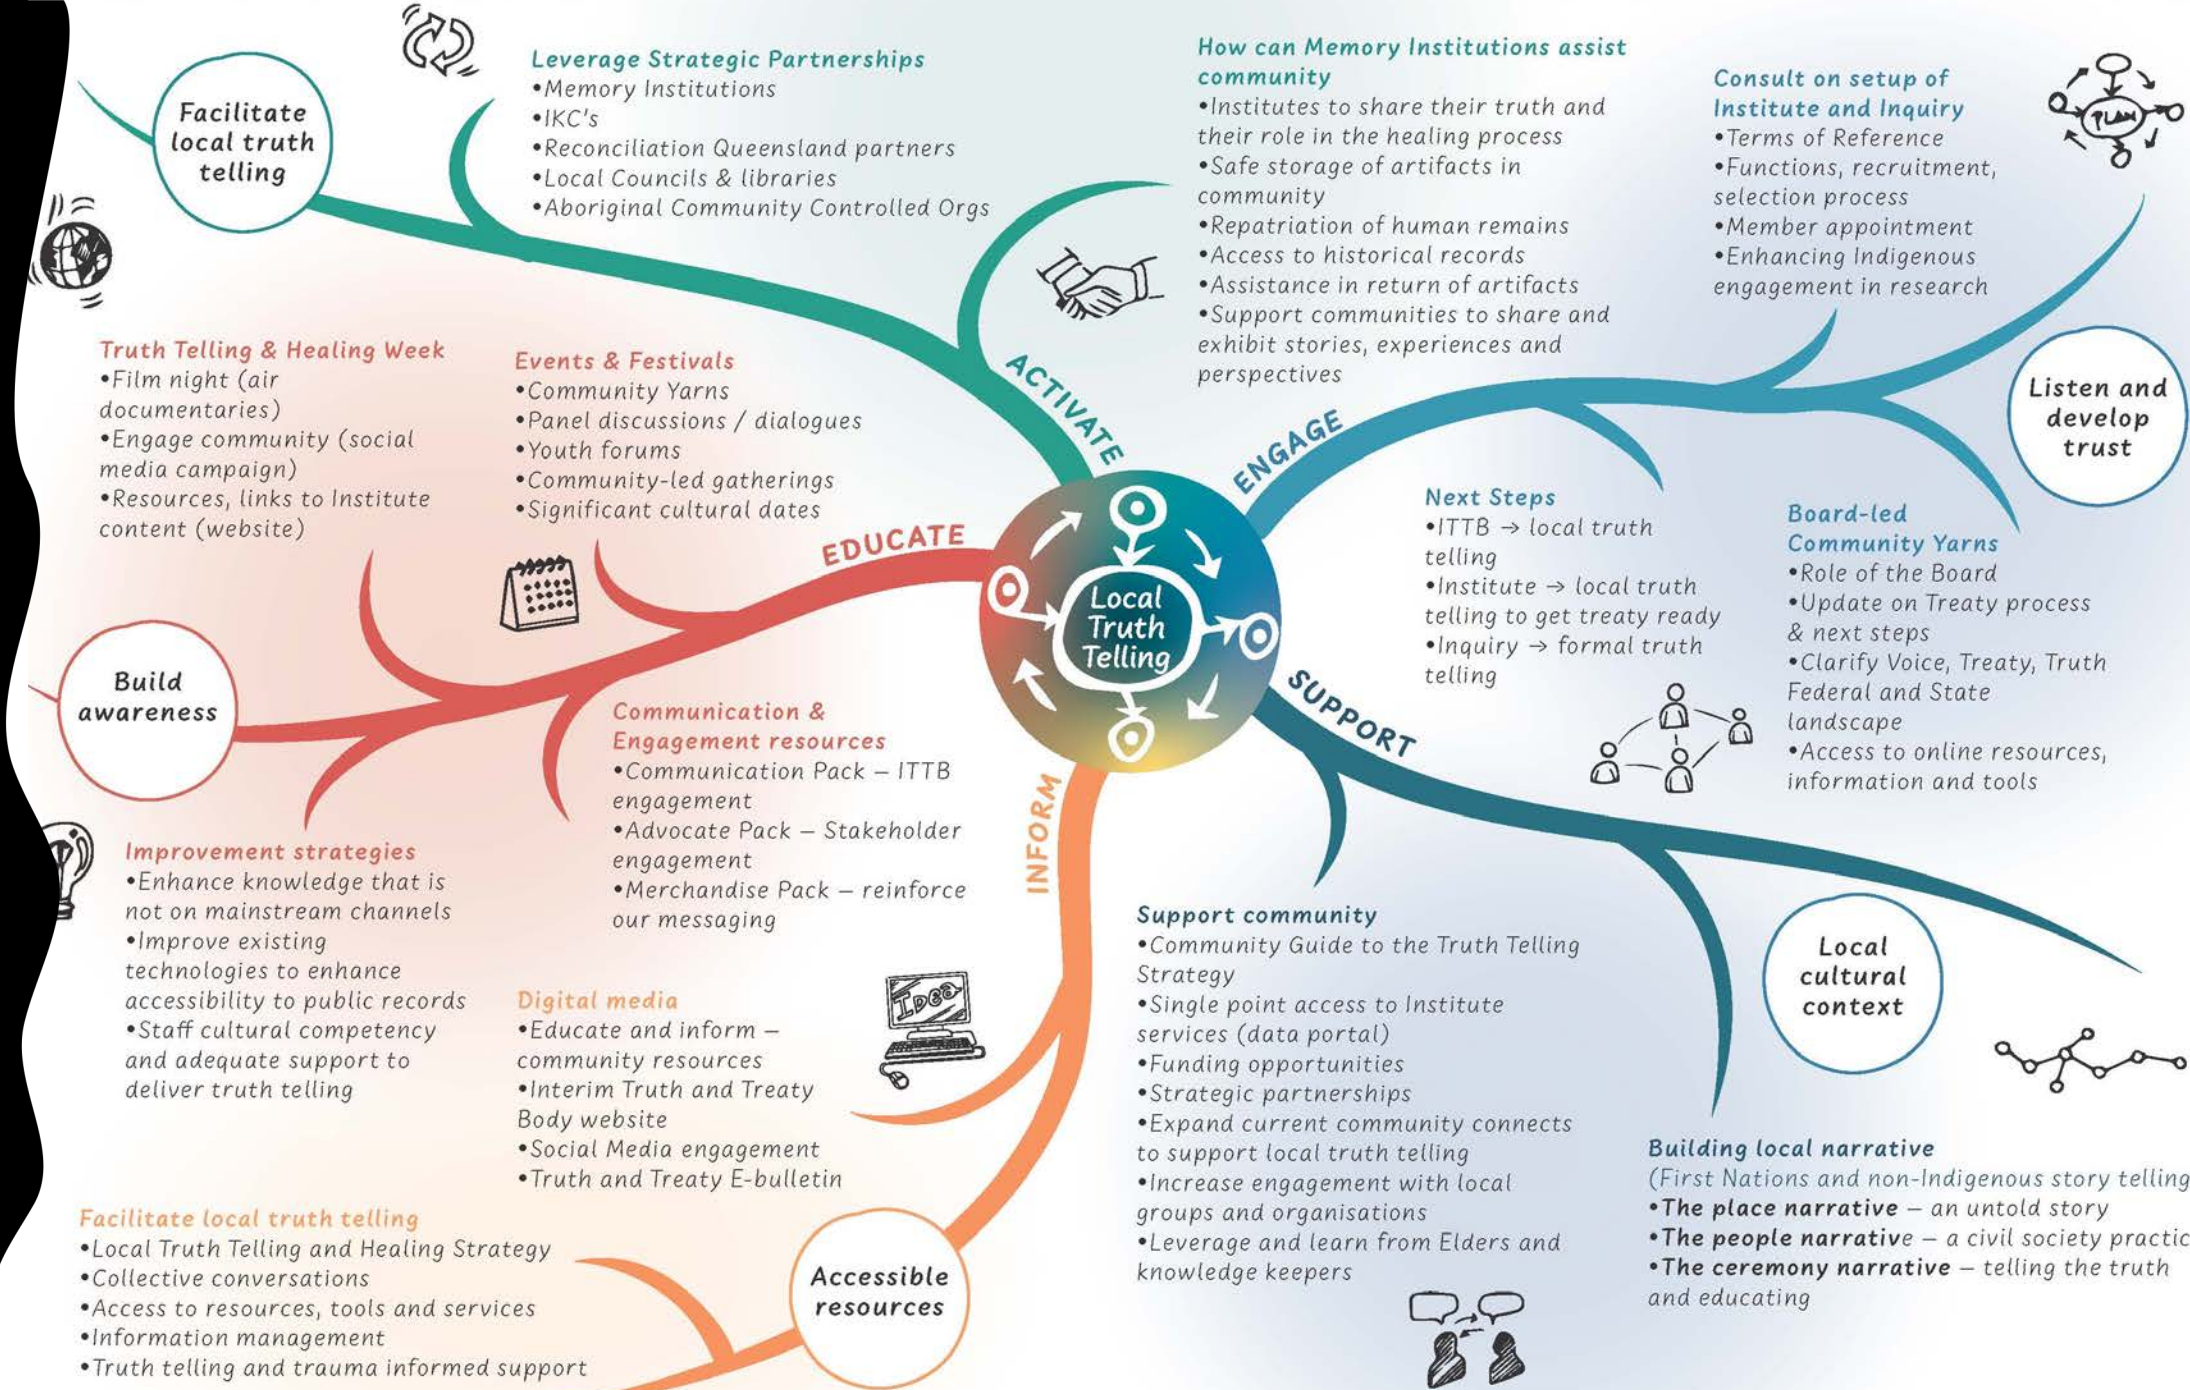 Facilitate
local truth
telling
Leverage Strategic Partnerships
•Memory Institutions
•IKC's
•Reconciliation Queensland partners
•Local Councils & libraries
•Aboriginal Community Controlled Orgs
How can Memory Institutions assist
community
•Institutes to share their truth and
their role in the healing process
•Safe storage of artifacts in
community
•Repatriation of human remains
•Access to historical records
•Assistance in return of artifacts
•Support communities to share and
exhibit stories, experiences and
perspectives
Consult on setup of
Institute and Inquiry
•Terms of Reference
•Functions, recruitment,
selection process
•Member appointment
•Enhancing Indigenous
engagement in research
PLAN
Truth Telling & Healing Week
•Film night (air
documentaries)
•Engage community (social
media campaign)
•Resources, links to Institute
content (website)
Events & Festivals
•Community Yarns
•Panel discussions / dialogues
•Youth forums
•Community-led gatherings
•Significant cultural dates
ACTIVATE
ENGAGE
Listen and
develop
trust
EDUCATE
Local
Truth
Telling
Next Steps
•ITTB → local truth
telling
•Institute → local truth
telling to get treaty ready
•Inquiry → formal truth
telling
Board-led
Community Yarns
•Role of the Board
•Update on Treaty process
& next steps
•Clarify Voice, Treaty, Truth
Federal and State
landscape
•Access to online resources,
information and tools
Build
awareness
SUPPORT
INFORM
Communication &
Engagement resources
•Communication Pack – ITTB
engagement
•Advocate Pack – Stakeholder
engagement
•Merchandise Pack – reinforce
our messaging
Improvement strategies
•Enhance knowledge that is
not on mainstream channels
•Improve existing
technologies to enhance
accessibility to public records
•Staff cultural competency
and adequate support to
deliver truth telling
Digital media
•Educate and inform –
community resources
•Interim Truth and Treaty
Body website
•Social Media engagement
•Truth and Treaty E-bulletin
IDea
Support community
•Community Guide to the Truth Telling
Strategy
•Single point access to Institute
services (data portal)
•Funding opportunities
•Strategic partnerships
•Expand current community connects
to support local truth telling
•Increase engagement with local
groups and organisations
•Leverage and learn from Elders and
knowledge keepers
Local
cultural
context
Building local narrative
(First Nations and non-Indigenous story telling
•The place narrative – an untold story
•The people narrative – a civil society practic
•The ceremony narrative – telling the truth
and educating
Facilitate local truth telling
•Local Truth Telling and Healing Strategy
•Collective conversations
•Access to resources, tools and services
•Information management
•Truth telling and trauma informed support
Accessible
resources